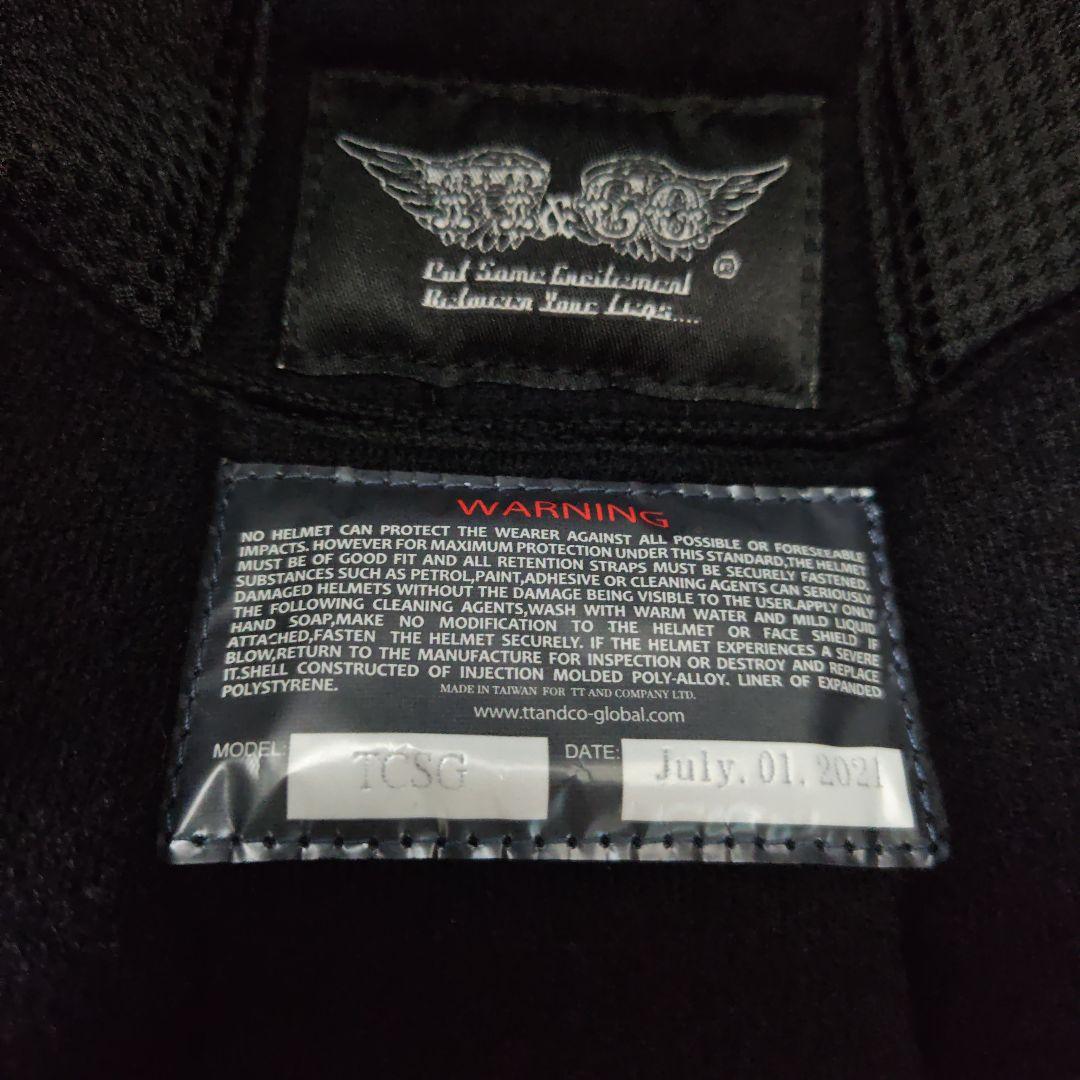 TT & CO ®
Put Some Excitement
Between Your Legs....
WARNING
NO HELMET CAN PROTECT THE WEARER AGAINST ALL POSSIBLE OR FORESEEABLE
IMPACTS. HOWEVER FOR MAXIMUM PROTECTION UNDER THIS STANDARD,THE HELMET
MUST BE OF GOOD FIT AND ALL RETENTION STRAPS MUST BE SECURELY FASTENED.
SUBSTANCES SUCH AS PETROL,PAINT,ADHESIVE OR CLEANING AGENTS CAN SERIOUSLY
DAMAGED HELMETS WITHOUT THE DAMAGE BEING VISIBLE TO THE USER.APPLY ONLY
THE FOLLOWING CLEANING AGENTS,WASH WITH WARM WATER AND MILD LIQUID
HAND SOAP,MAKE NO MODIFICATION TO THE HELMET OR FACE SHIELD IF
ATTACHED,FASTEN THE HELMET SECURELY. IF THE HELMET EXPERIENCES A SEVERE
BLOW,RETURN TO THE MANUFACTURE FOR INSPECTION OR DESTROY AND REPLACE
IT.SHELL CONSTRUCTED OF INJECTION MOLDED POLY-ALLOY. LINER OF EXPANDED
POLYSTYRENE. MADE IN TAIWAN FOR TT AND COMPANY LTD.
www.ttandco-global.com
MODEL: TCSG DATE: July. 01. 2021